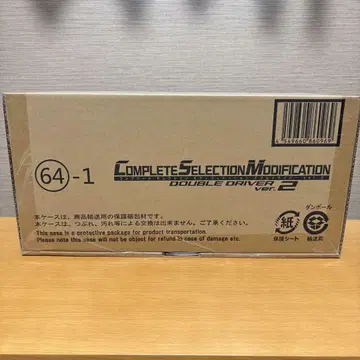 64-1
COMPLETE SELECTION MODIFICATION
DOUBLE DRIVER
ver.2
本ケースは、商品輸送用の保護箱包材です。
本ケースは、つぶれ、汚れ等による交換は出来ません。ご了承ください。
This case is a protective package for product transportation.
Please note this case will not be object for refund in case of damage etc.
紙
保護シート
ダンボール
輸送箱